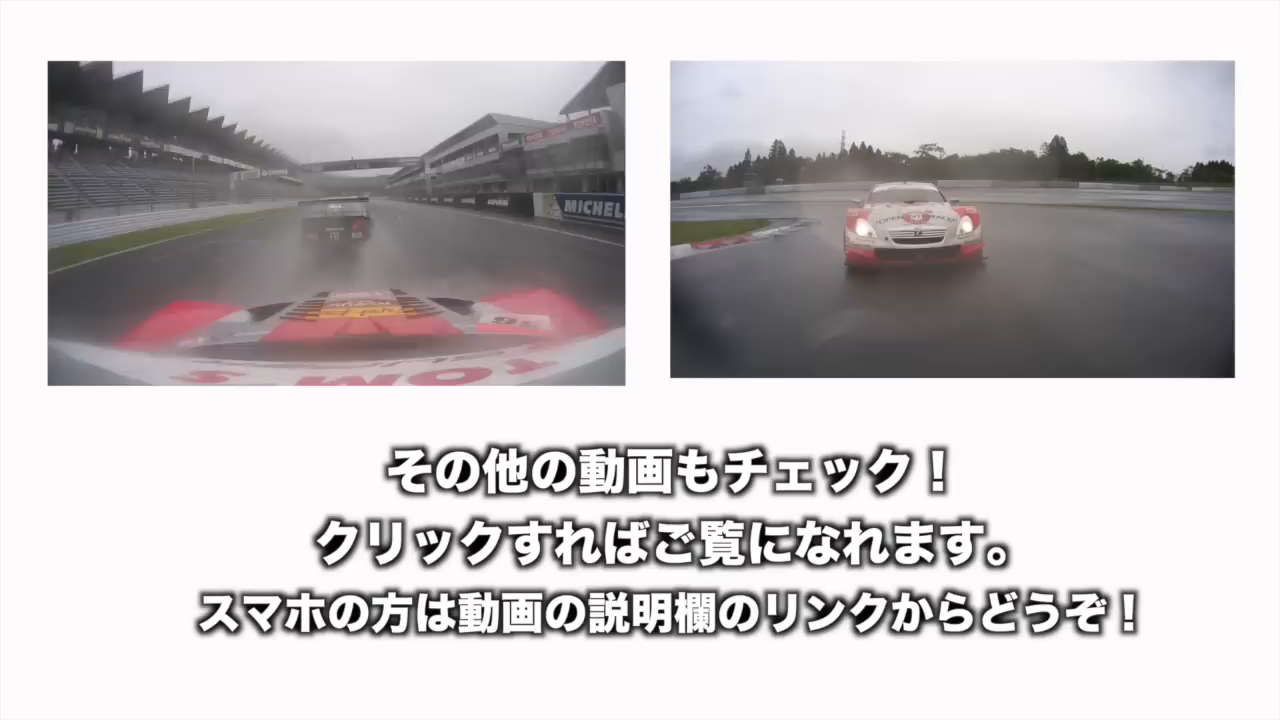 MICHEL
TOM'S
その他の動画もチェック！
クリックすればご覧になれます。
スマホの方は動画の説明欄のリンクからどうぞ！